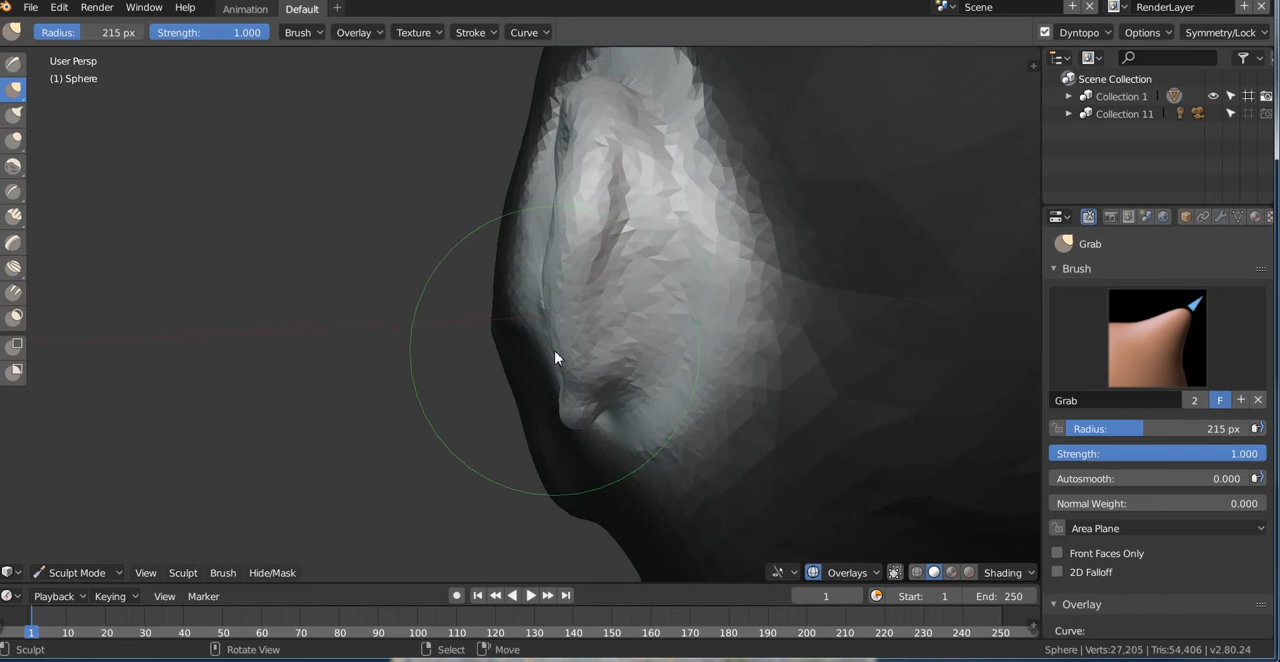 File Edit Render Window Help Animation Default + Scene RenderLayer
Radius: 215 px Strength: 1.000 Brush Overlay Texture Stroke Curve Dyntopo Options Symmetry/Lock
User Persp
(1) Sphere
Scene Collection
Collection 1
Collection 11
Grab
Brush
Grab 2 F
Radius: 215 px
Strength: 1.000
Autosmooth: 0.000
Normal Weight: 0.000
Area Plane
Front Faces Only
2D Falloff
Overlay
Curve:
Sculpt Mode View Sculpt Brush Hide/Mask Overlays Shading
Playback Keying View Marker 1 Start: 1 End: 250
1 10 20 30 40 50 60 70 80 90 100 110 120 130 140 150 160 170 180 190 200 210 220 230 240 250
Sculpt Rotate View Select Move Sphere | Verts:27,205 | Tris:54,406 | v2.80.24